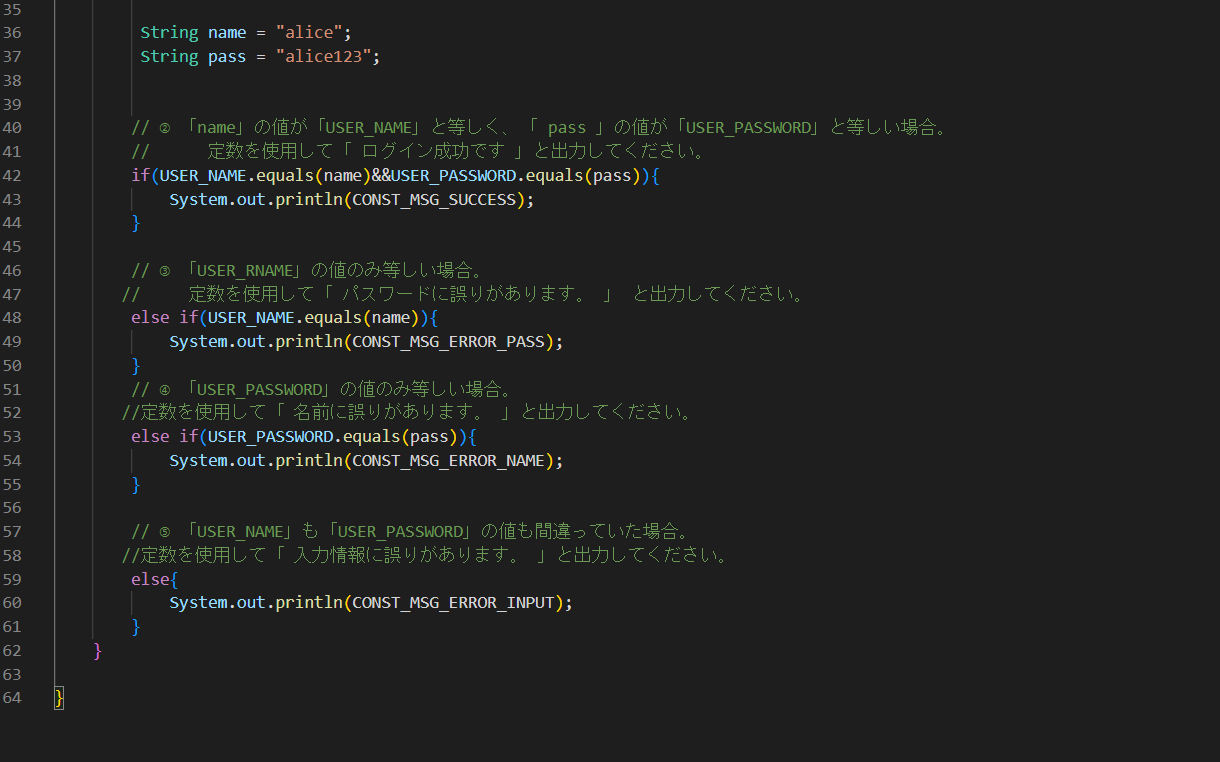 35
36 String name = "alice";
37 String pass = "alice123";
38
39
40 // ② 「name」の値が「USER_NAME」と等しく、「 pass 」の値が「USER_PASSWORD」と等しい場合。
41 // 定数を使用して「 ログイン成功です 」と出力してください。
42 if(USER_NAME.equals(name)&&USER_PASSWORD.equals(pass)){
43 System.out.println(CONST_MSG_SUCCESS);
44 }
45
46 // ③ 「USER_RNAME」の値のみ等しい場合。
47 // 定数を使用して「 パスワードに誤りがあります。 」 と出力してください。
48 else if(USER_NAME.equals(name)){
49 System.out.println(CONST_MSG_ERROR_PASS);
50 }
51 // ④ 「USER_PASSWORD」の値のみ等しい場合。
52 //定数を使用して「 名前に誤りがあります。 」と出力してください。
53 else if(USER_PASSWORD.equals(pass)){
54 System.out.println(CONST_MSG_ERROR_NAME);
55 }
56
57 // ⑤ 「USER_NAME」も「USER_PASSWORD」の値も間違っていた場合。
58 //定数を使用して「 入力情報に誤りがあります。 」と出力してください。
59 else{
60 System.out.println(CONST_MSG_ERROR_INPUT);
61 }
62 }
63
64 }